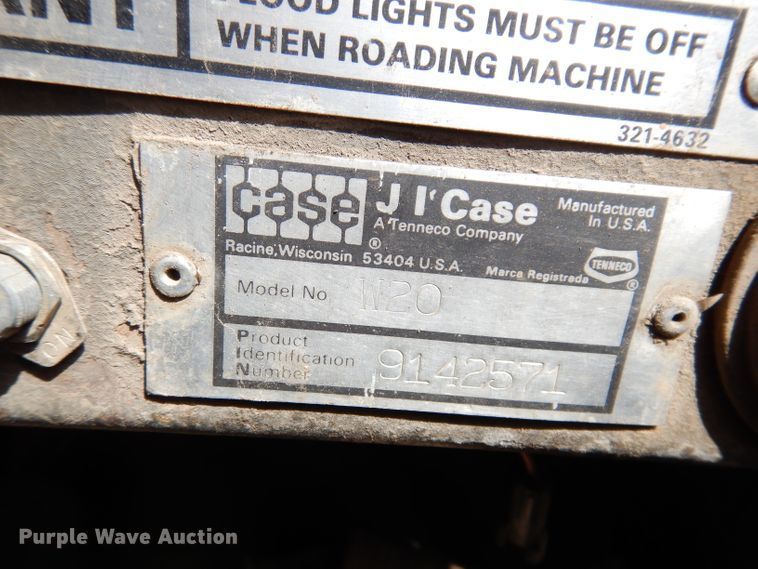 FLOOD LIGHTS MUST BE OFF
WHEN ROADING MACHINE
321-4632
case
J I Case
A Tenneco Company
Manufactured
In U.S.A.
®
Racine, Wisconsin 53404 U.S.A.
Marca Registrada
TENNECO
®
Model No W20
Product
Identification
Number
9142571
ON
Purple Wave Auction